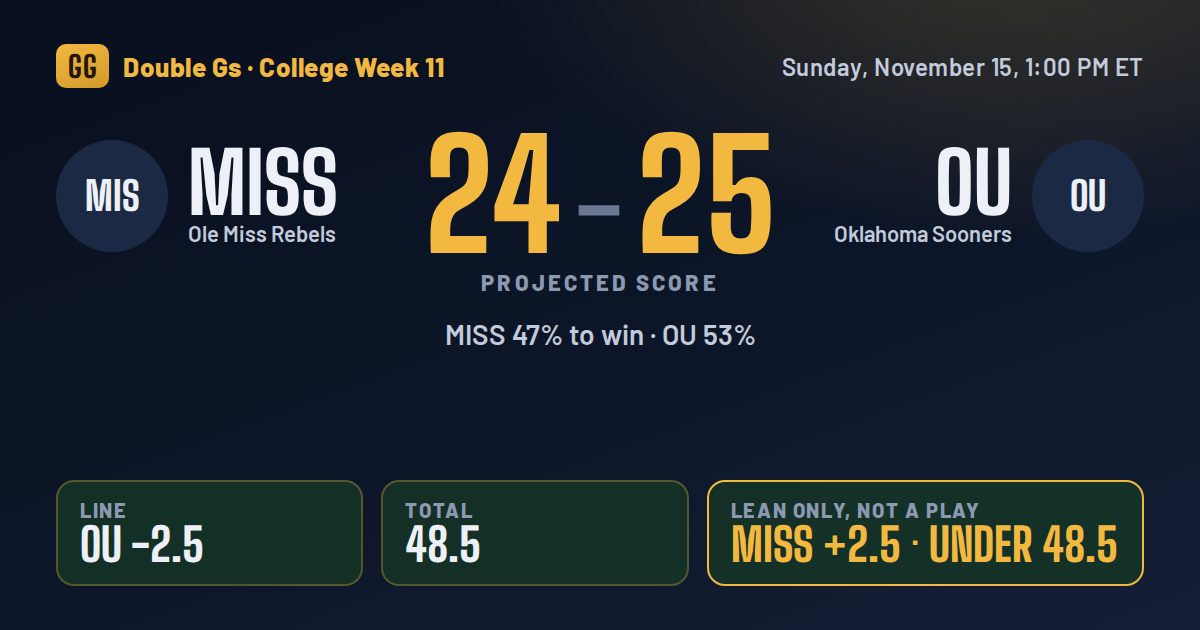 GG
Double Gs · College Week 11
Sunday, November 15, 1:00 PM ET
MIS
MISS
Ole Miss Rebels
24 – 25
OU
Oklahoma Sooners
OU
PROJECTED SCORE
MISS 47% to win · OU 53%
LINE
OU −2.5
TOTAL
48.5
LEAN ONLY, NOT A PLAY
MISS +2.5 · UNDER 48.5